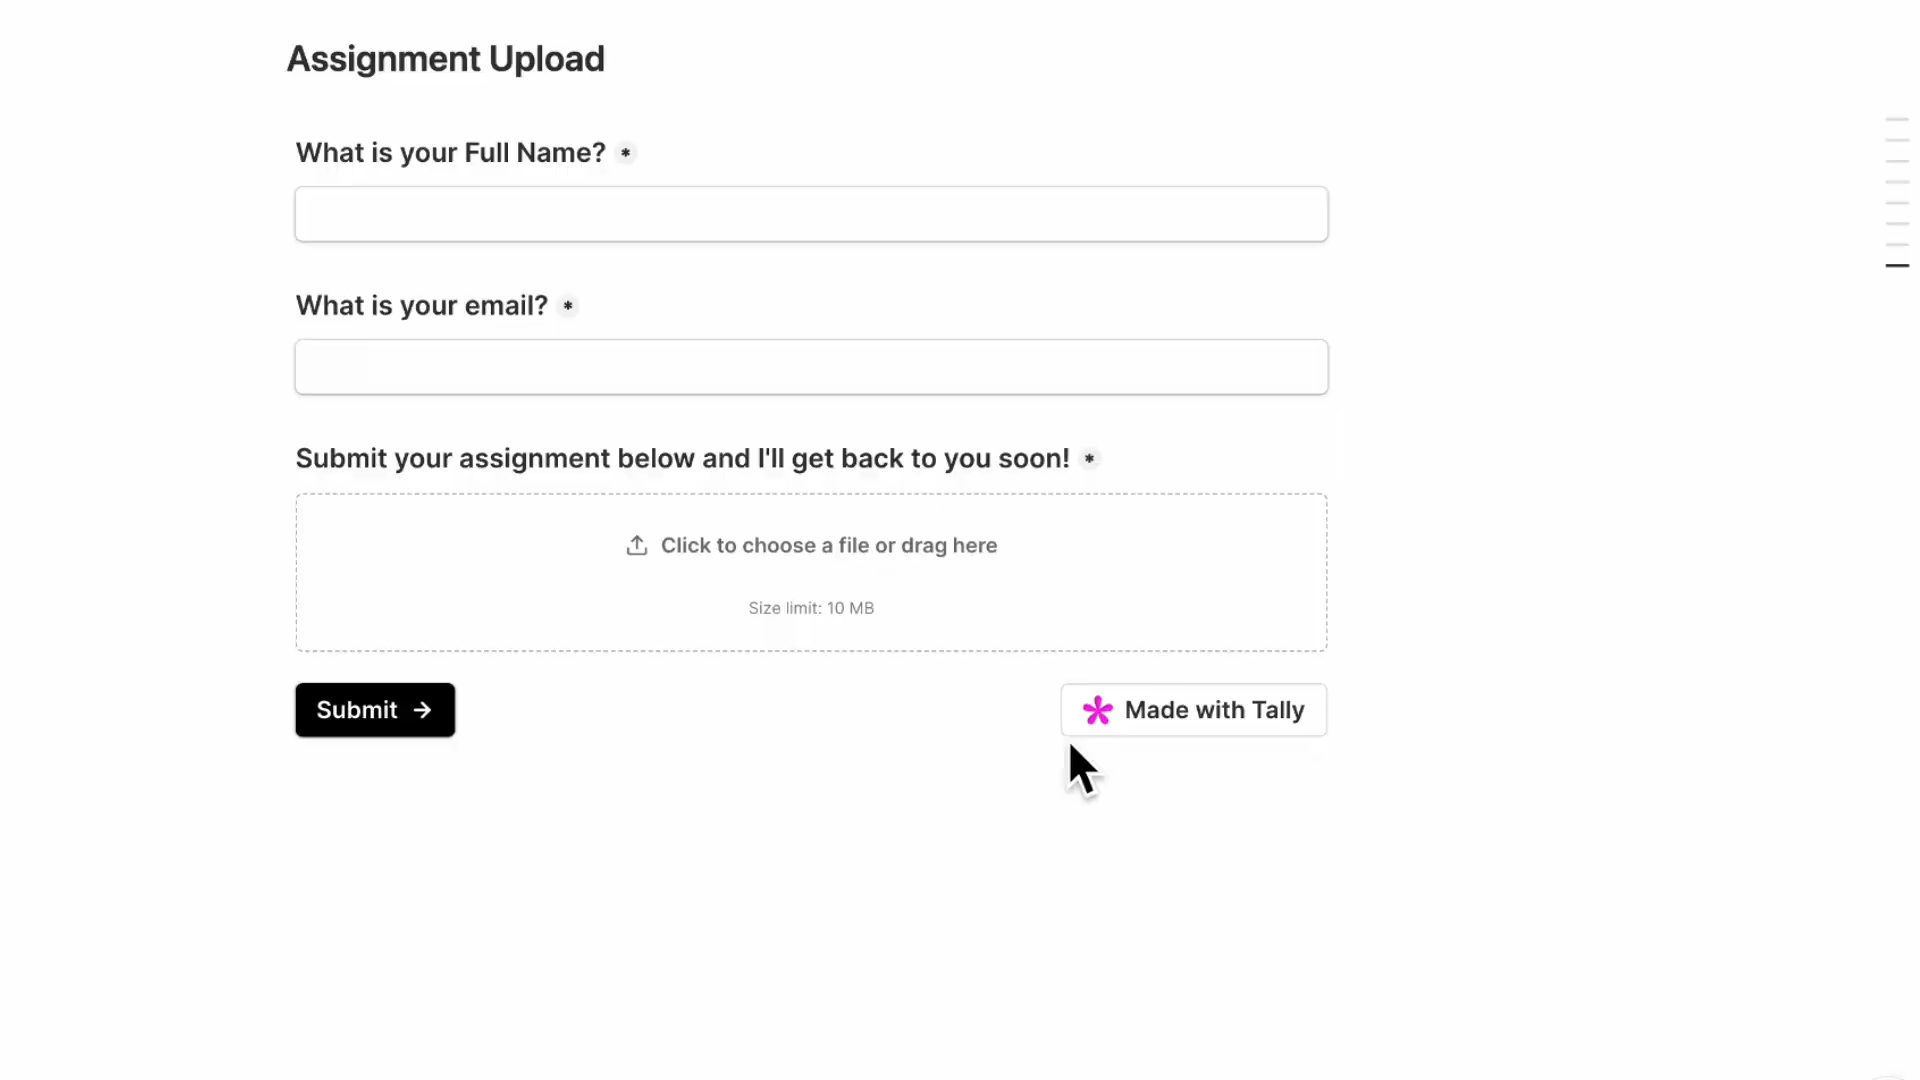 Assignment Upload
What is your Full Name? *
What is your email? *
Submit your assignment below and I'll get back to you soon! *
Click to choose a file or drag here
Size limit: 10 MB
Submit →
Made with Tally